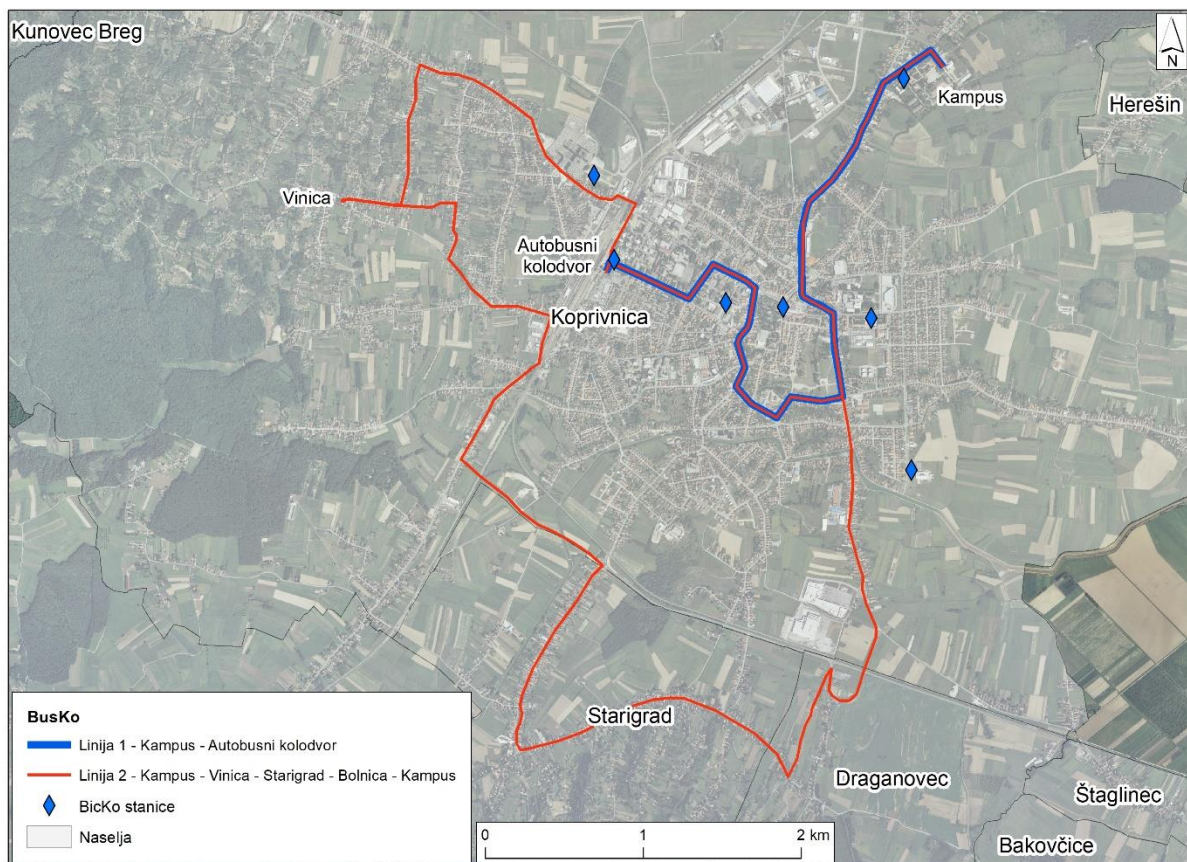 Kunovec Breg
N
Kampus
Herešin
Vinica
Autobusni
kolodvor
Koprivnica
Starigrad
Draganovec
Štaglinec
Bakovčice
BusKo
Linija 1 - Kampus - Autobusni kolodvor
Linija 2 - Kampus - Vinica - Starigrad - Bolnica - Kampus
BicKo stanice
Naselja
0 1 2 km